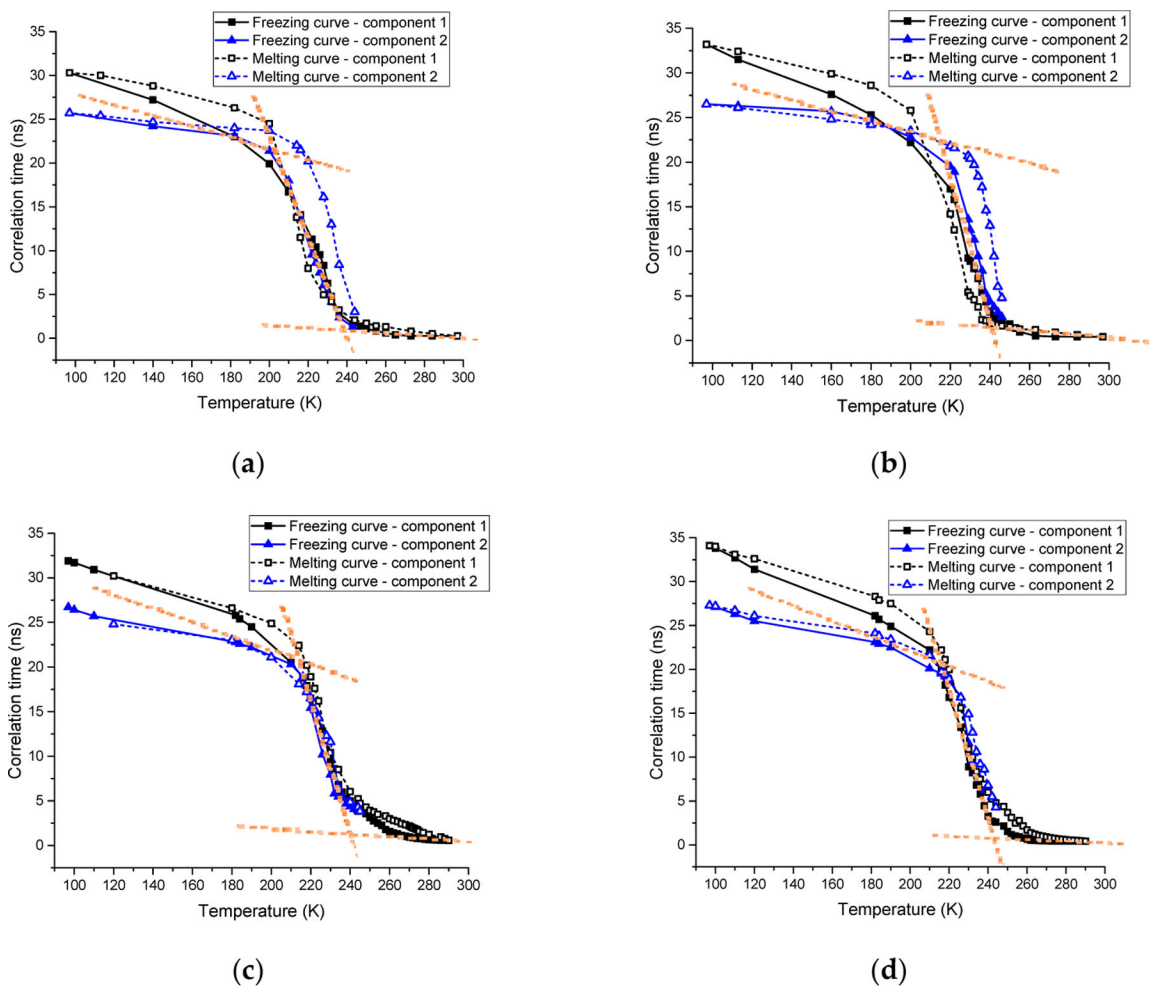 Freezing curve - component 1
Freezing curve - component 2
Melting curve - component 1
Melting curve - component 2
35
30
25
20
15
10
5
0
Correlation time (ns)
100 120 140 160 180 200 220 240 260 280 300
Temperature (K)
(a)
Freezing curve - component 1
Freezing curve - component 2
Melting curve - component 1
Melting curve - component 2
35
30
25
20
15
10
5
0
Correlation time (ns)
100 120 140 160 180 200 220 240 260 280 300
Temperature (K)
(b)
Freezing curve - component 1
Freezing curve - component 2
Melting curve - component 1
Melting curve - component 2
35
30
25
20
15
10
5
0
Correlation time (ns)
100 120 140 160 180 200 220 240 260 280 300
Temperature (K)
(c)
Freezing curve - component 1
Freezing curve - component 2
Melting curve - component 1
Melting curve - component 2
35
30
25
20
15
10
5
0
Correlation time (ns)
100 120 140 160 180 200 220 240 260 280 300
Temperature (K)
(d)